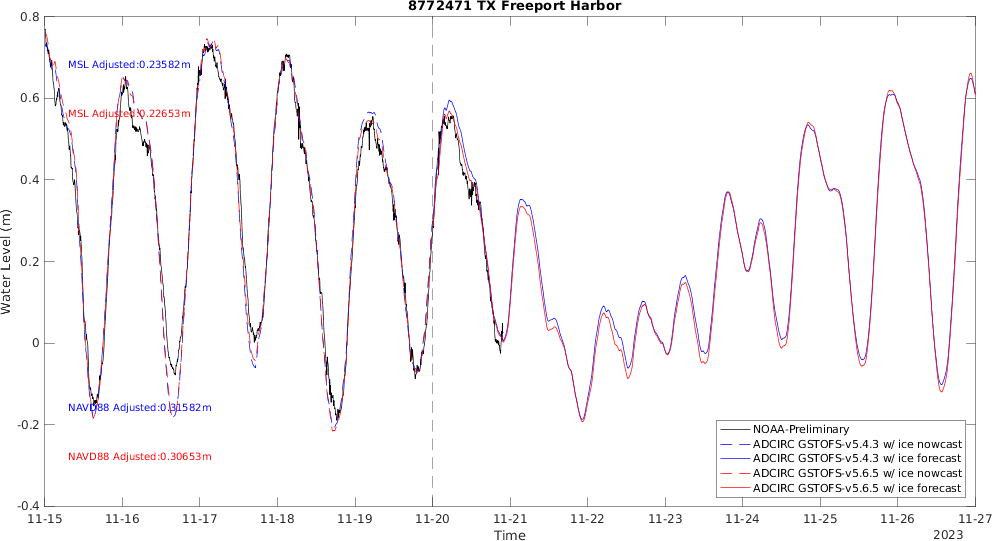 8772471 TX Freeport Harbor
0.8
MSL Adjusted:0.23582m
0.6
MSL Adjusted:0.22653m
0.4
Water Level (m)
0.2
0
-0.2
NAVD88 Adjusted:0.31582m
NAVD88 Adjusted:0.30653m
-0.4
NOAA-Preliminary
ADCIRC GSTOFS-v5.4.3 w/ ice nowcast
ADCIRC GSTOFS-v5.4.3 w/ ice forecast
ADCIRC GSTOFS-v5.6.5 w/ ice nowcast
ADCIRC GSTOFS-v5.6.5 w/ ice forecast
11-15 11-16 11-17 11-18 11-19 11-20 11-21 11-22 11-23 11-24 11-25 11-26 11-27
Time
2023